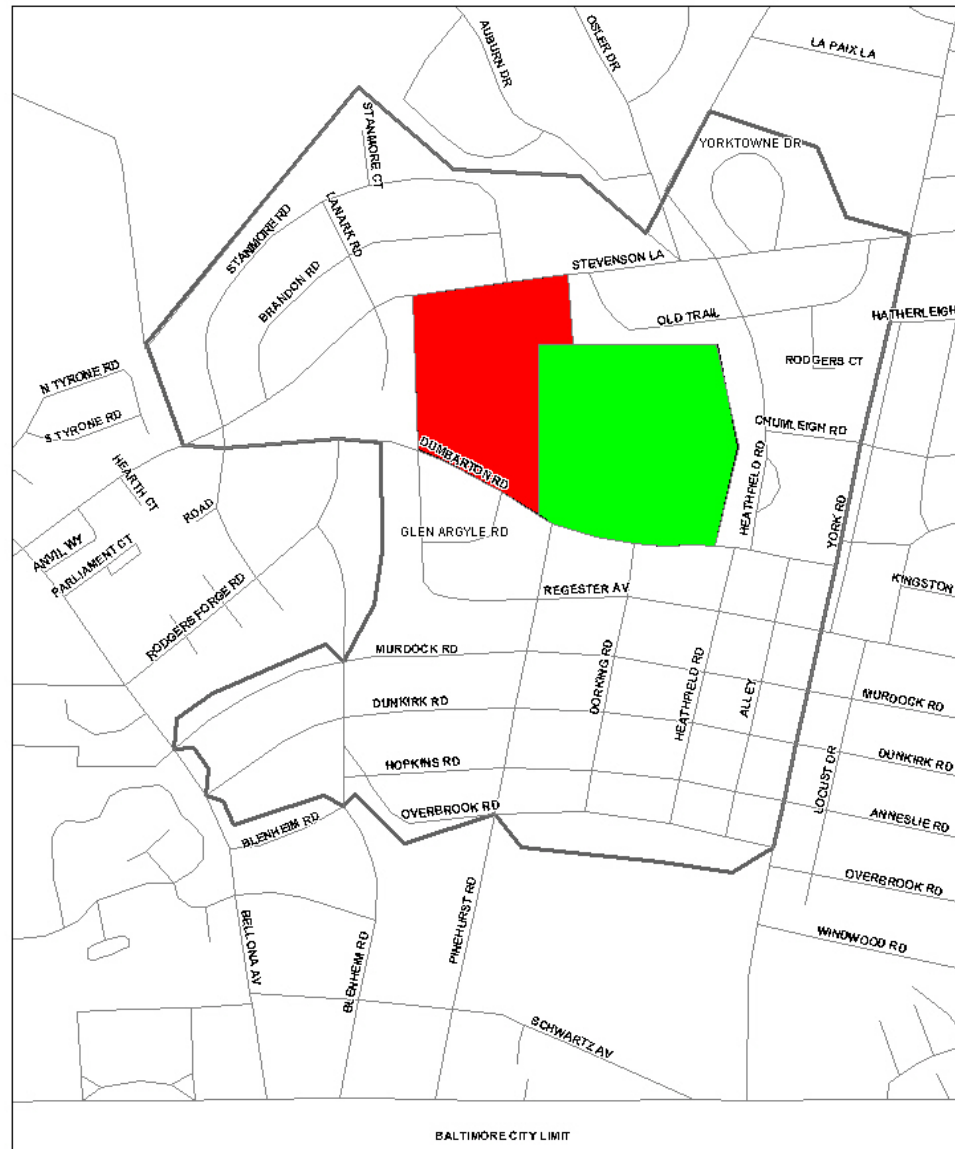 AUBURN DR
OSLER DR
LA PAIX LA
STANMORE CT
YORKTOWNE DR
LANARK RD
STANMORE RD
STEVENSON LA
BRANDON RD
OLD TRAIL
HATHERLEIGH
RODGERS CT
N TYRONE RD
S TYRONE RD
CHUMLEIGH RD
DUMBARTON RD
HEARTH CT
HEATHFIELD RD
ROAD
YORK RD
GLEN ARGYLE RD
ANVIL WY
PARLIAMENT CT
KINGSTON
REGESTER AV
RODGERS FORGE RD
MURDOCK RD
DORKING RD
HEATHFIELD RD
ALLEY
MURDOCK RD
DUNKIRK RD
DUNKIRK RD
HOPKINS RD
LOCUST DR
OVERBROOK RD
ANNESLIE RD
BLENHEIM RD
OVERBROOK RD
PINEHURST RD
WINDWOOD RD
BELLONA AV
BLENHEIM RD
SCHWARTZ AV
BALTIMORE CITY LIMIT